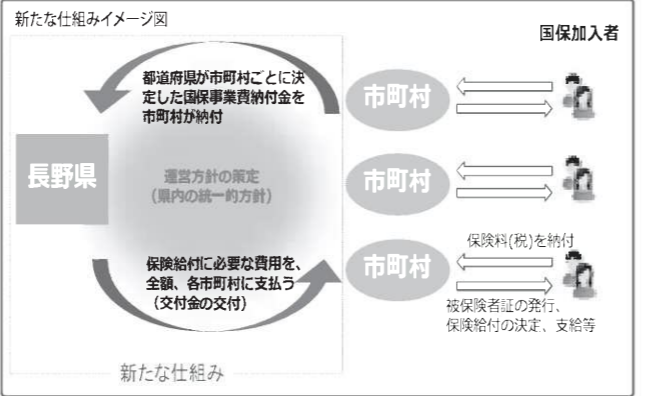 新たな仕組みイメージ図
国保加入者
都道府県が市町村ごとに決
定した国保事業費納付金を
市町村が納付
市町村
長野県
運営方針の策定
(県内の統一的方針)
市町村
保険給付に必要な費用を、
全額、各市町村に支払う
(交付金の交付)
市町村
保険料(税)を納付
被保険者証の発行、
保険給付の決定、支給等
新たな仕組み